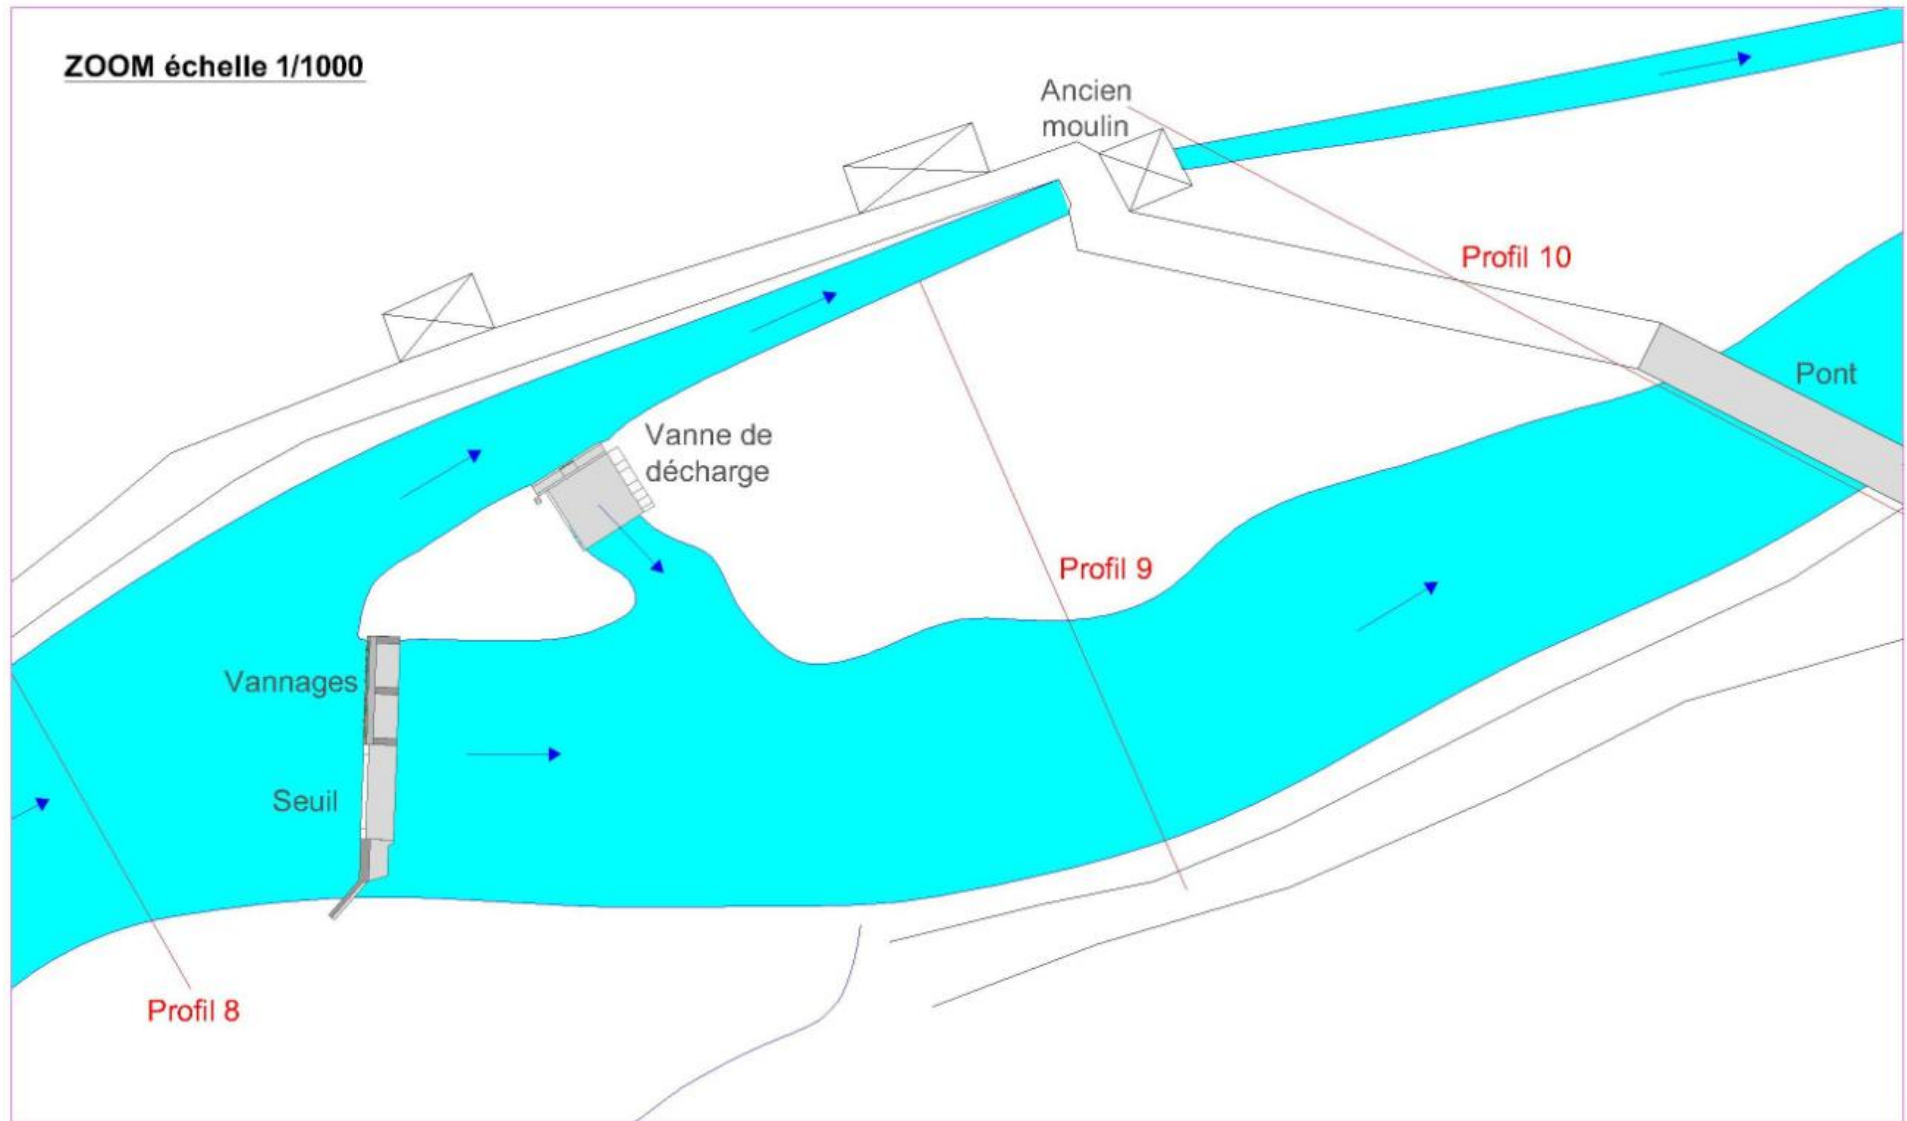 ZOOM échelle 1/1000
Ancien
moulin
Profil 10
Pont
Vanne de
décharge
Profil 9
Vannages
Seuil
Profil 8